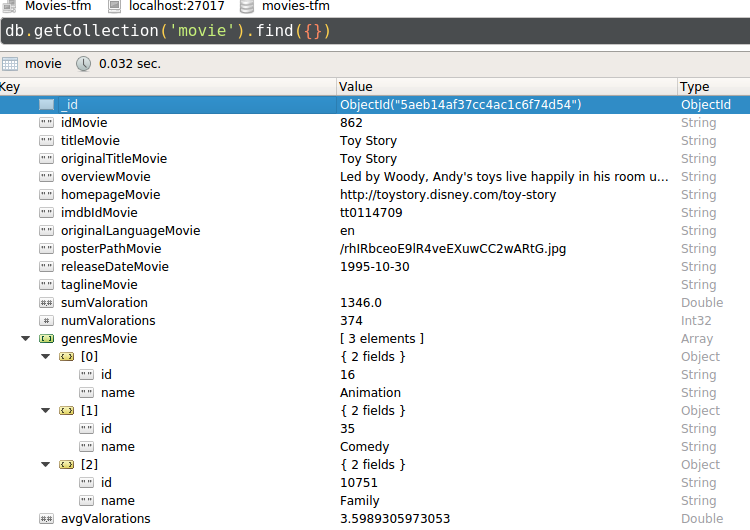 Movies-tfm localhost:27017 movies-tfm
db.getCollection('movie').find({})
movie 0.032 sec.
Key Value Type
_id ObjectId("5aeb14af37cc4ac1c6f74d54") ObjectId
idMovie 862 String
titleMovie Toy Story String
originalTitleMovie Toy Story String
overviewMovie Led by Woody, Andy's toys live happily in his room u... String
homepageMovie http://toystory.disney.com/toy-story String
imdbIdMovie tt0114709 String
originalLanguageMovie en String
posterPathMovie /rhIRbceoE9lR4veEXuwCC2wARtG.jpg String
releaseDateMovie 1995-10-30 String
taglineMovie String
sumValoration 1346.0 Double
numValorations 374 Int32
genresMovie [ 3 elements ] Array
[0] { 2 fields } Object
id 16 String
name Animation String
[1] { 2 fields } Object
id 35 String
name Comedy String
[2] { 2 fields } Object
id 10751 String
name Family String
avgValorations 3.5989305973053 Double